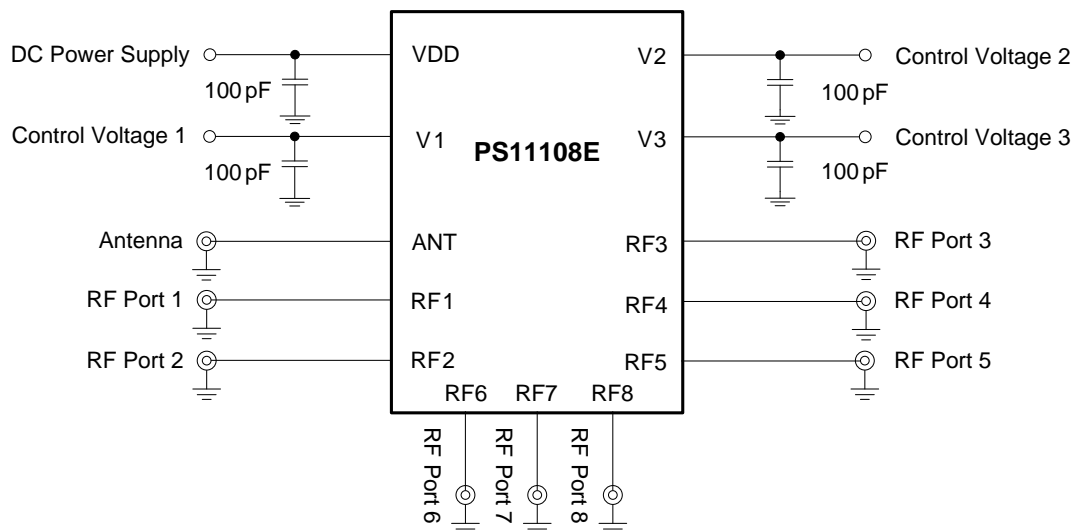 DC Power Supply
VDD
V2
Control Voltage 2
100 pF
100 pF
Control Voltage 1
V1
PS11108E
V3
Control Voltage 3
100 pF
100 pF
Antenna
ANT
RF3
RF Port 3
RF Port 1
RF1
RF4
RF Port 4
RF Port 2
RF2
RF5
RF Port 5
RF6
RF7
RF8
RF Port 6
RF Port 7
RF Port 8